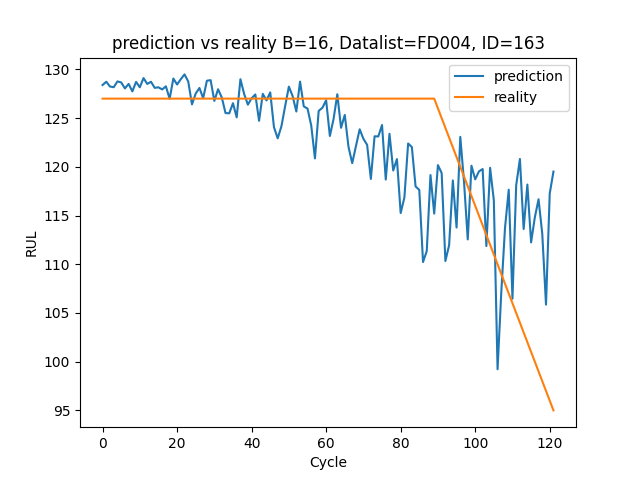 prediction vs reality B=16, Datalist=FD004, ID=163
prediction
reality
130
125
120
115
110
105
100
95
RUL
0 20 40 60 80 100 120
Cycle